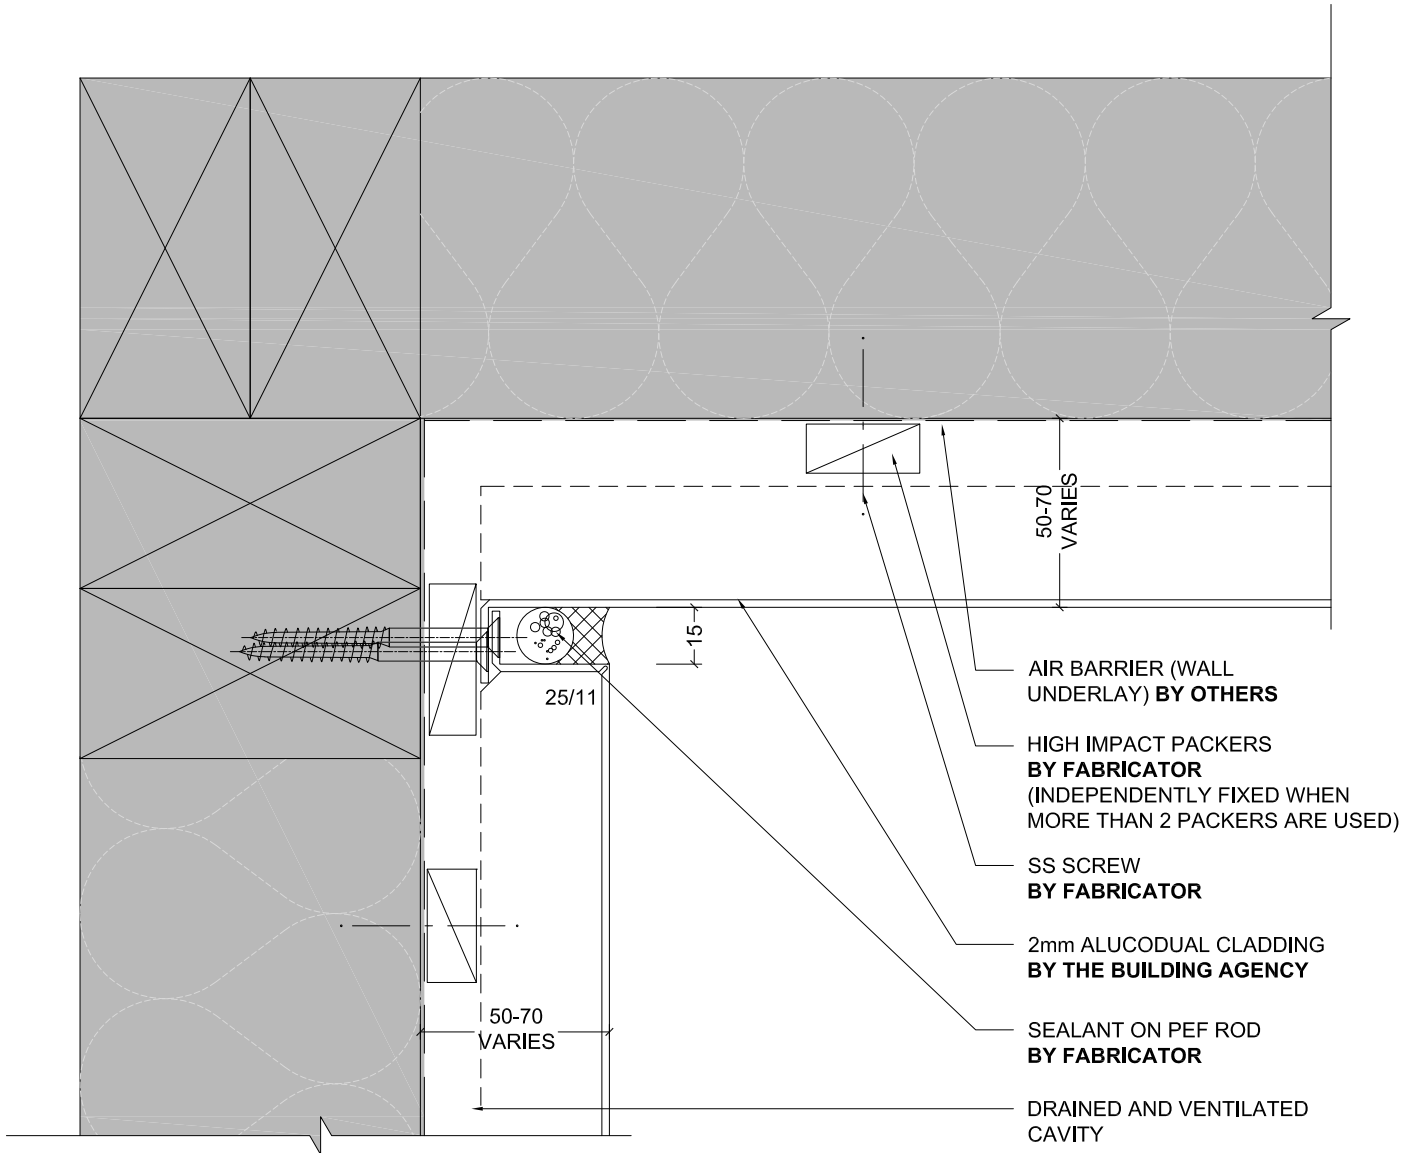 50-70
VARIES
15
25/11
AIR BARRIER (WALL
UNDERLAY) BY OTHERS
HIGH IMPACT PACKERS
BY FABRICATOR
(INDEPENDENTLY FIXED WHEN
MORE THAN 2 PACKERS ARE USED)
SS SCREW
BY FABRICATOR
2mm ALUCODUAL CLADDING
BY THE BUILDING AGENCY
50-70
VARIES
SEALANT ON PEF ROD
BY FABRICATOR
DRAINED AND VENTILATED
CAVITY